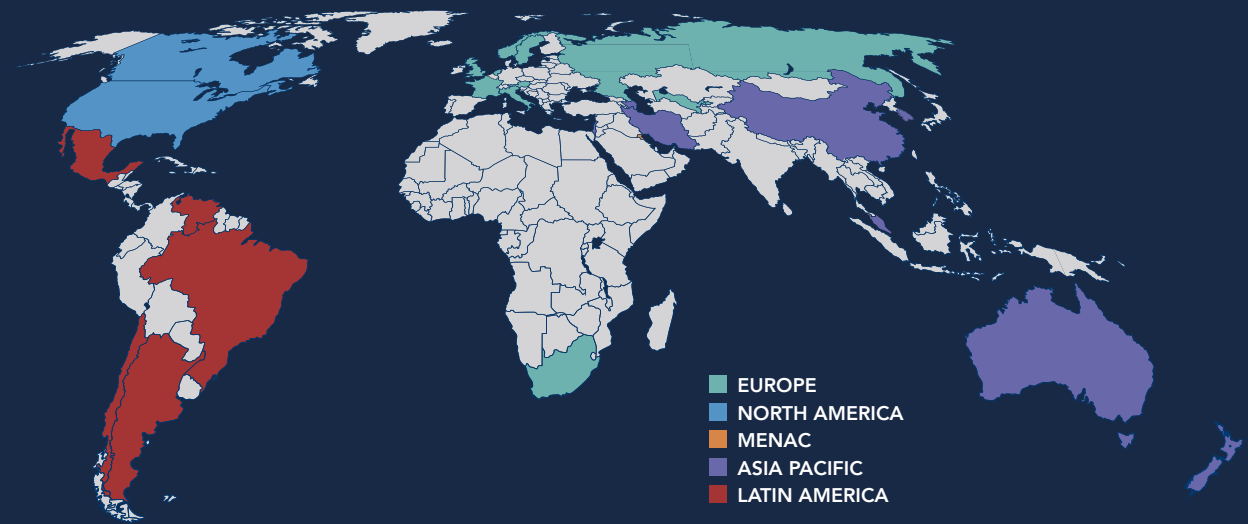 EUROPE
NORTH AMERICA
MENAC
ASIA PACIFIC
LATIN AMERICA